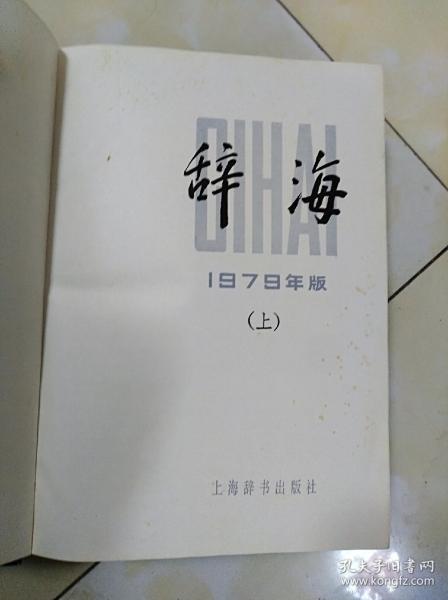 CIHAI
辞海
1979年版
(上)
上海辞书出版社
孔夫子旧书网
www.kongfz.com